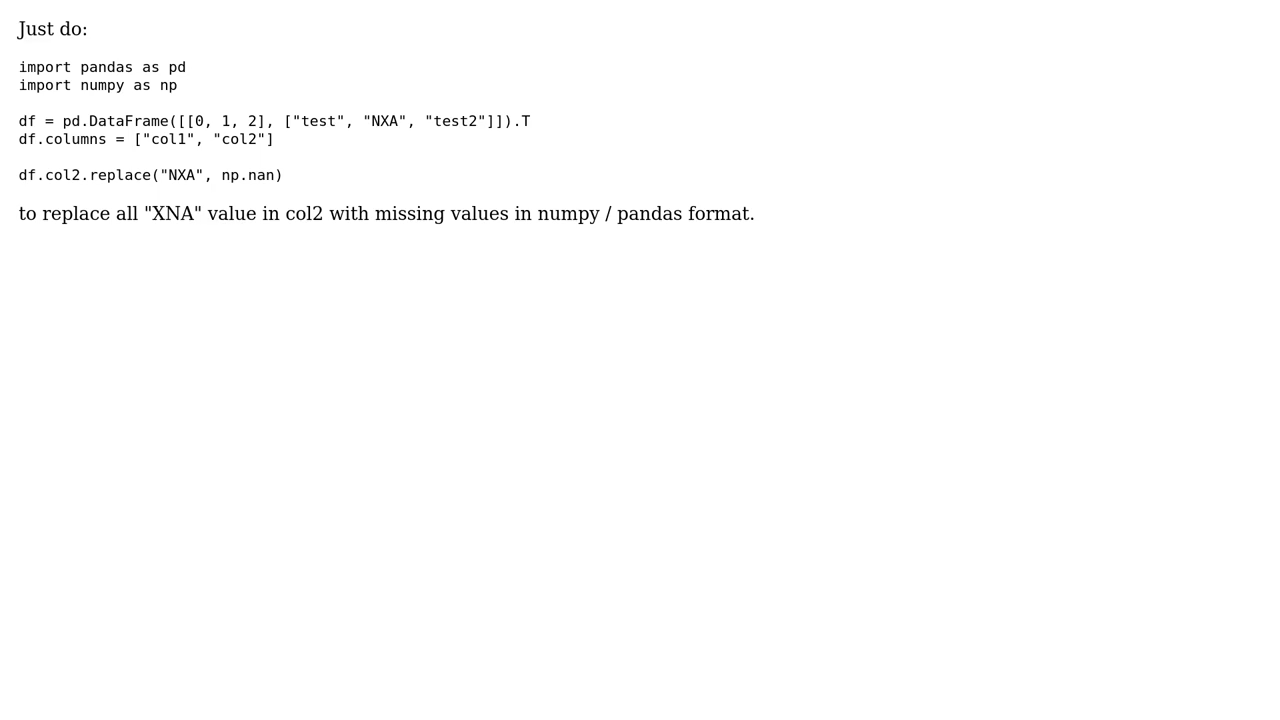 Just do:
import pandas as pd
import numpy as np
df = pd.DataFrame([[0, 1, 2], ["test", "NXA", "test2"]]).T
df.columns = ["col1", "col2"]
df.col2.replace("NXA", np.nan)
to replace all "XNA" value in col2 with missing values in numpy / pandas format.